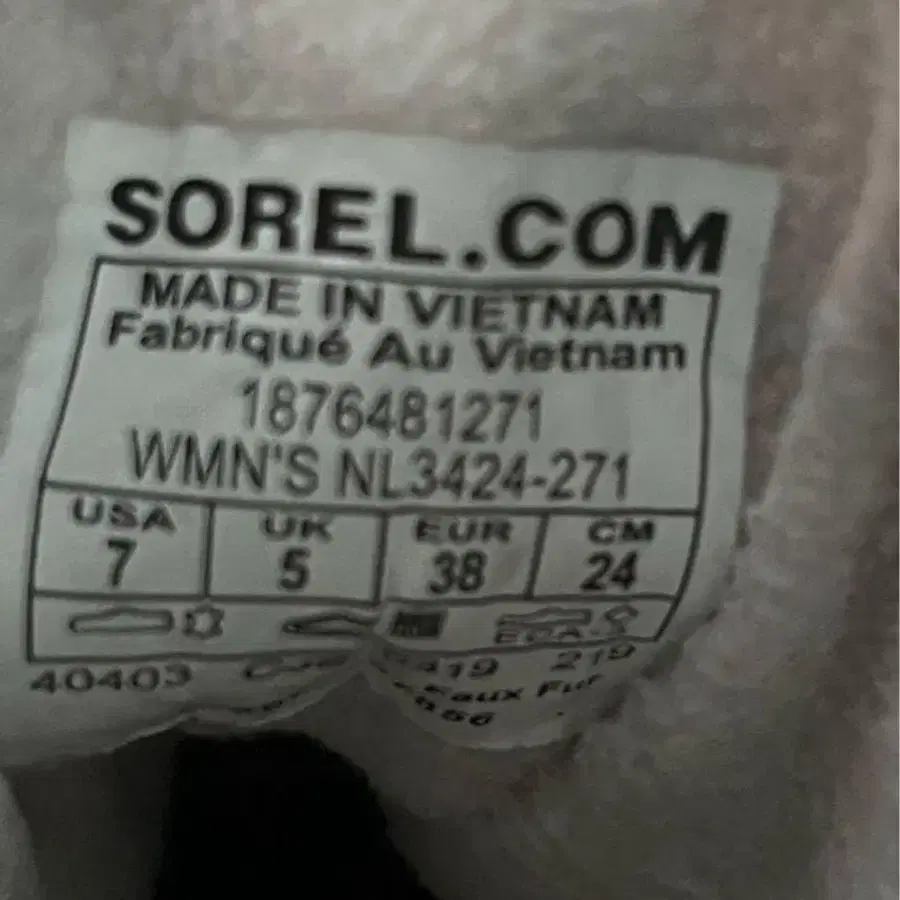 SOREL.COM
MADE IN VIETNAM
Fabriqué Au Vietnam
1876481271
WMN'S NL3424-271
USA UK EUR CM
7 5 38 24
40403 219
Faux Fur